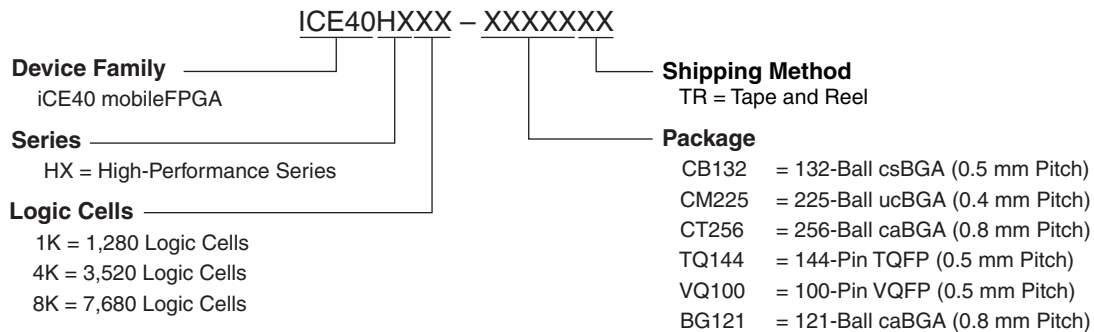 ICE40HXXX – XXXXXXXX
Device Family
iCE40 mobileFPGA
Series
HX = High-Performance Series
Logic Cells
1K = 1,280 Logic Cells
4K = 3,520 Logic Cells
8K = 7,680 Logic Cells
Shipping Method
TR = Tape and Reel
Package
CB132 = 132-Ball csBGA (0.5 mm Pitch)
CM225 = 225-Ball ucBGA (0.4 mm Pitch)
CT256 = 256-Ball caBGA (0.8 mm Pitch)
TQ144 = 144-Pin TQFP (0.5 mm Pitch)
VQ100 = 100-Pin VQFP (0.5 mm Pitch)
BG121 = 121-Ball caBGA (0.8 mm Pitch)